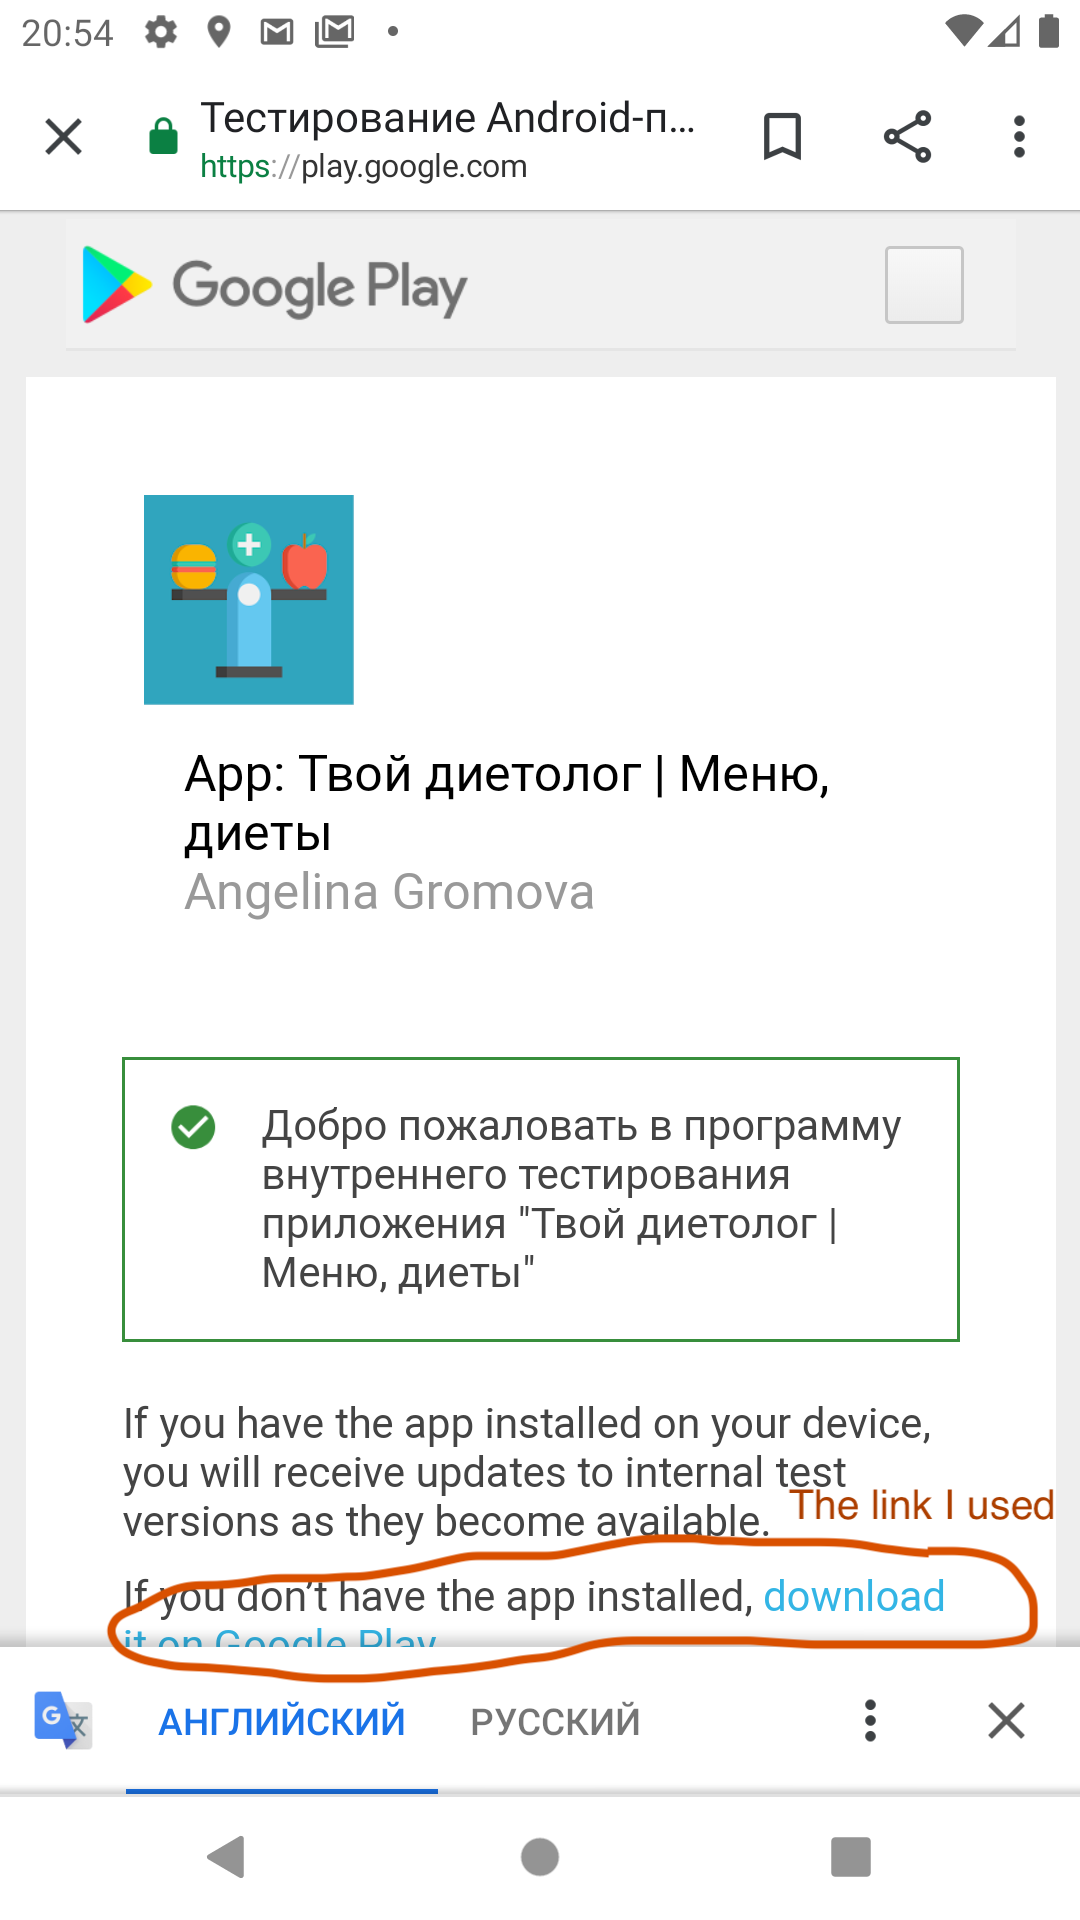 20:54
Тестирование Android-п...
https://play.google.com
Google Play
App: Твой диетолог | Меню,
диеты
Angelina Gromova
Добро пожаловать в программу
внутреннего тестирования
приложения "Твой диетолог |
Меню, диеты"
If you have the app installed on your device,
you will receive updates to internal test
versions as they become available.
The link I used
If you don't have the app installed, download
it on Google Play
АНГЛИЙСКИЙ
РУССКИЙ